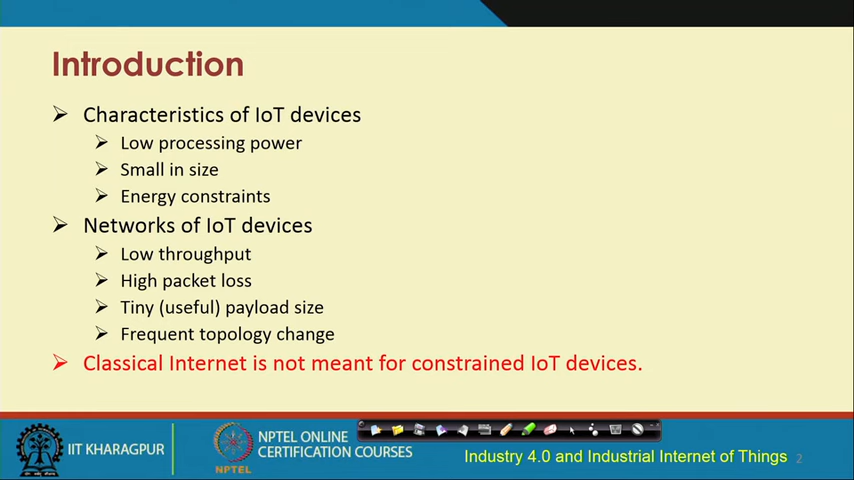 Introduction
Characteristics of IoT devices
Low processing power
Small in size
Energy constraints
Networks of IoT devices
Low throughput
High packet loss
Tiny (useful) payload size
Frequent topology change
Classical Internet is not meant for constrained IoT devices.
IIT KHARAGPUR
NPTEL
NPTEL ONLINE
CERTIFICATION COURSES
Industry 4.0 and Industrial Internet of Things
2